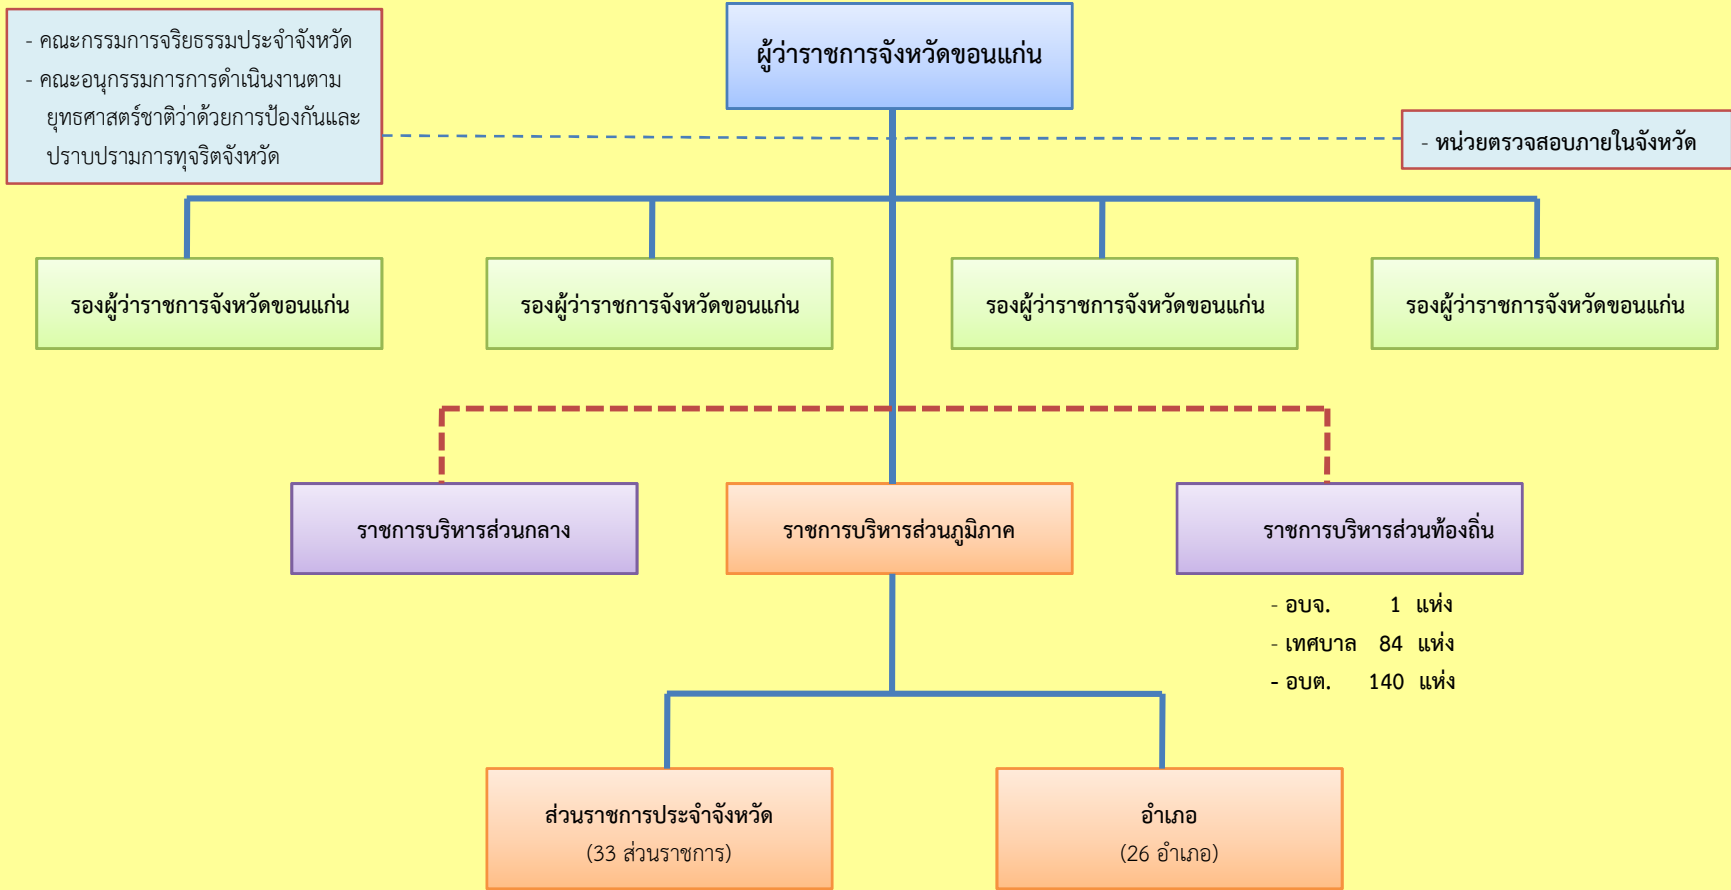 - คณะกรรมการจริยธรรมประจำจังหวัด
- คณะอนุกรรมการการดำเนินงานตาม
ยุทธศาสตร์ชาติว่าด้วยการป้องกันและ
ปราบปรามการทุจริตจังหวัด
ผู้ว่าราชการจังหวัดขอนแก่น
- หน่วยตรวจสอบภายในจังหวัด
รองผู้ว่าราชการจังหวัดขอนแก่น
รองผู้ว่าราชการจังหวัดขอนแก่น
รองผู้ว่าราชการจังหวัดขอนแก่น
รองผู้ว่าราชการจังหวัดขอนแก่น
ราชการบริหารส่วนกลาง
ราชการบริหารส่วนภูมิภาค
ราชการบริหารส่วนท้องถิ่น
- อบจ. 1 แห่ง
- เทศบาล 84 แห่ง
- อบต. 140 แห่ง
ส่วนราชการประจำจังหวัด
(33 ส่วนราชการ)
อำเภอ
(26 อำเภอ)